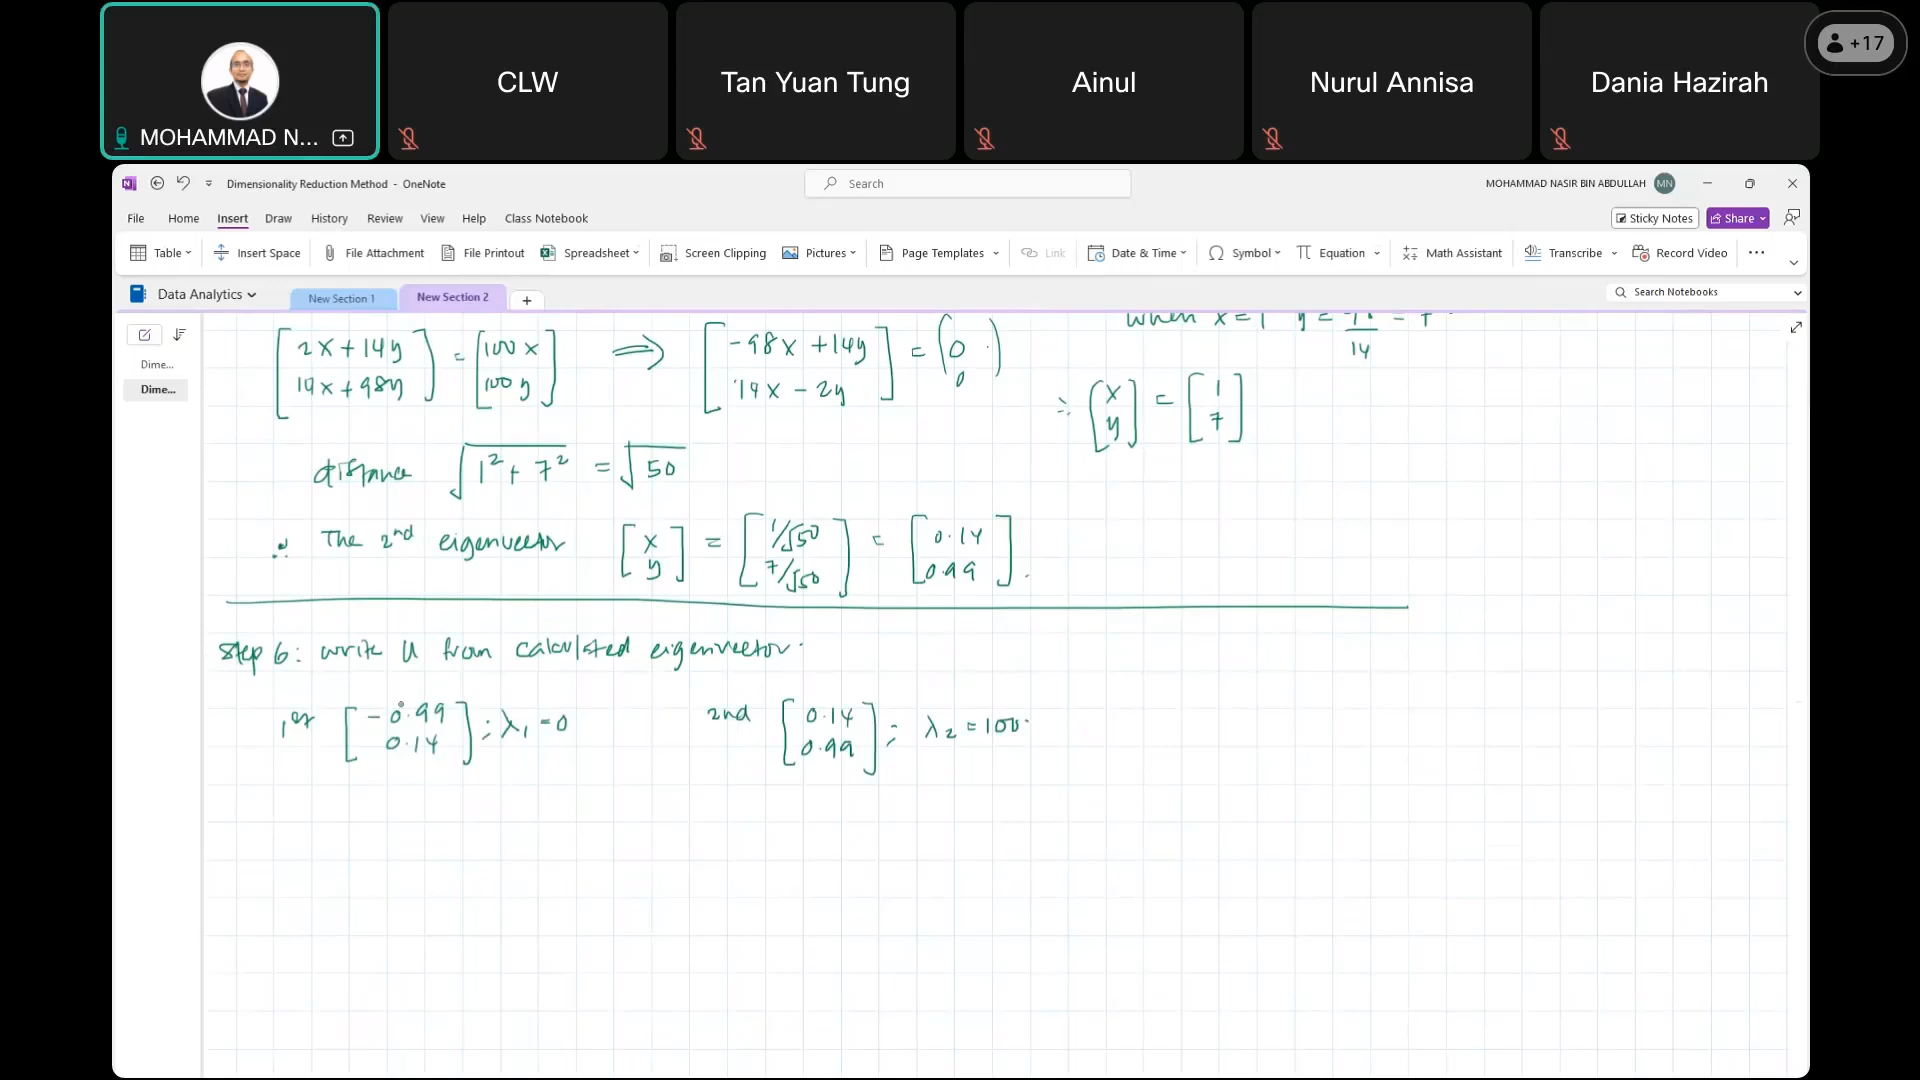 +17
CLW
Tan Yuan Tung
Ainul
Nurul Annisa
Dania Hazirah
MOHAMMAD N...
Dimensionality Reduction Method - OneNote
Search
MOHAMMAD NASIR BIN ABDULLAH MN
File Home Insert Draw History Review View Help Class Notebook
Sticky Notes Share
Table Insert Space File Attachment File Printout Spreadsheet Screen Clipping Pictures Page Templates Link Date & Time Symbol Equation Math Assistant Transcribe Record Video ...
Data Analytics New Section 1 New Section 2 + Search Notebooks
Dime...
Dime...
when x = 1 y = /14 = 7
[2x + 14y; 14x + 98y] = [100x; 100y] ⇒ [-98x + 14y; 14x - 2y] = (0; 0)
∴ [x; y] = [1; 7]
distance √(1² + 7²) = √50
∴ The 2nd eigenvector [x; y] = [1/√50; 7/√50] = [0.14; 0.99].
Step 6: write U from calculated eigenvector.
1st [-0.99; 0.14]; λ₁ = 0 2nd [0.14; 0.99]; λ₂ = 100.